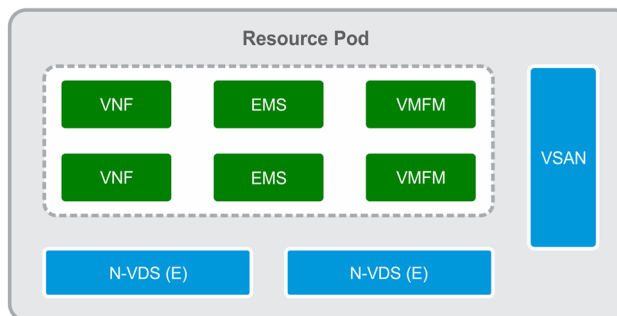 Resource Pod
VNF EMS VMFM
VSAN
VNF EMS VMFM
N-VDS (E) N-VDS (E)